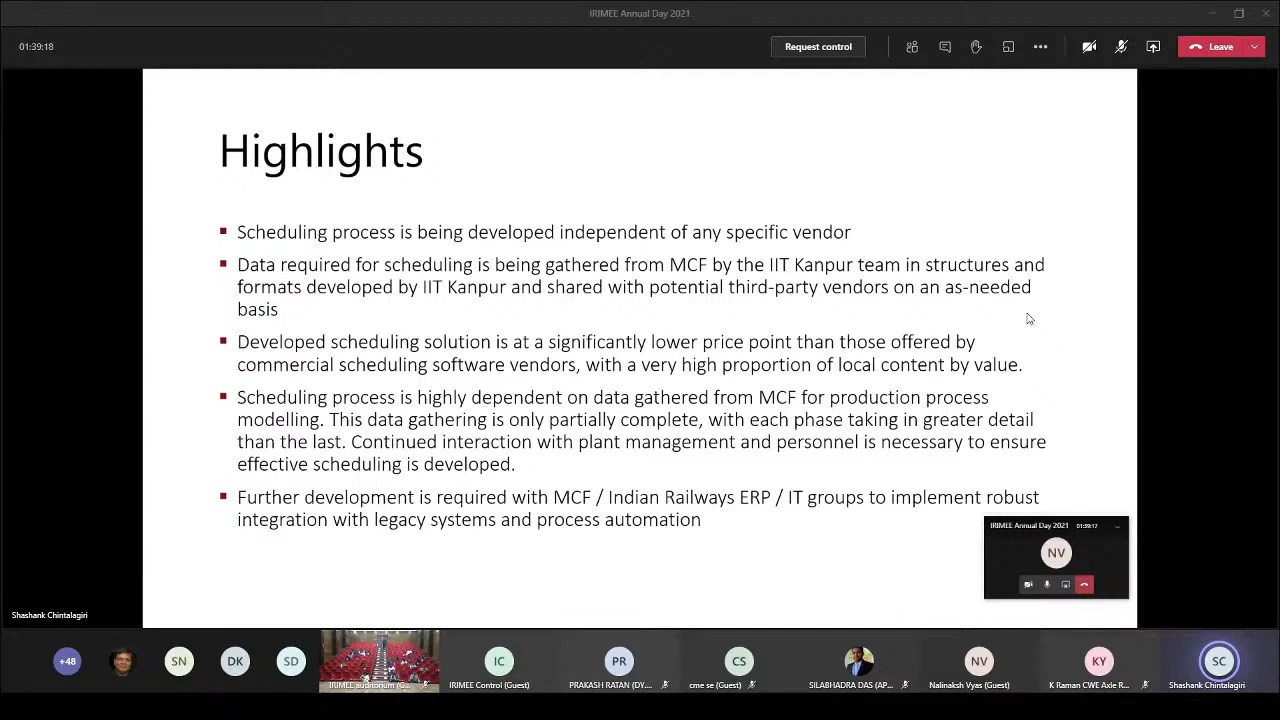 IRIMEE Annual Day 2021
01:39:18
Request control
Leave
Highlights
Scheduling process is being developed independent of any specific vendor
Data required for scheduling is being gathered from MCF by the IIT Kanpur team in structures and
formats developed by IIT Kanpur and shared with potential third-party vendors on an as-needed
basis
Developed scheduling solution is at a significantly lower price point than those offered by
commercial scheduling software vendors, with a very high proportion of local content by value.
Scheduling process is highly dependent on data gathered from MCF for production process
modelling. This data gathering is only partially complete, with each phase taking in greater detail
than the last. Continued interaction with plant management and personnel is necessary to ensure
effective scheduling is developed.
Further development is required with MCF / Indian Railways ERP / IT groups to implement robust
integration with legacy systems and process automation
IRIMEE Annual Day 2021 01:39:17
NV
Shashank Chintalagiri
+48 SN DK SD IC PR CS NV KY SC
IRIMEE auditorium (G... IRIMEE Control (Guest) PRAKASH RATAN (DY.... cme se (Guest) SILABHADRA DAS (AP... Nalinaksh Vyas (Guest) K Raman CWE Axle R... Shashank Chintalagiri